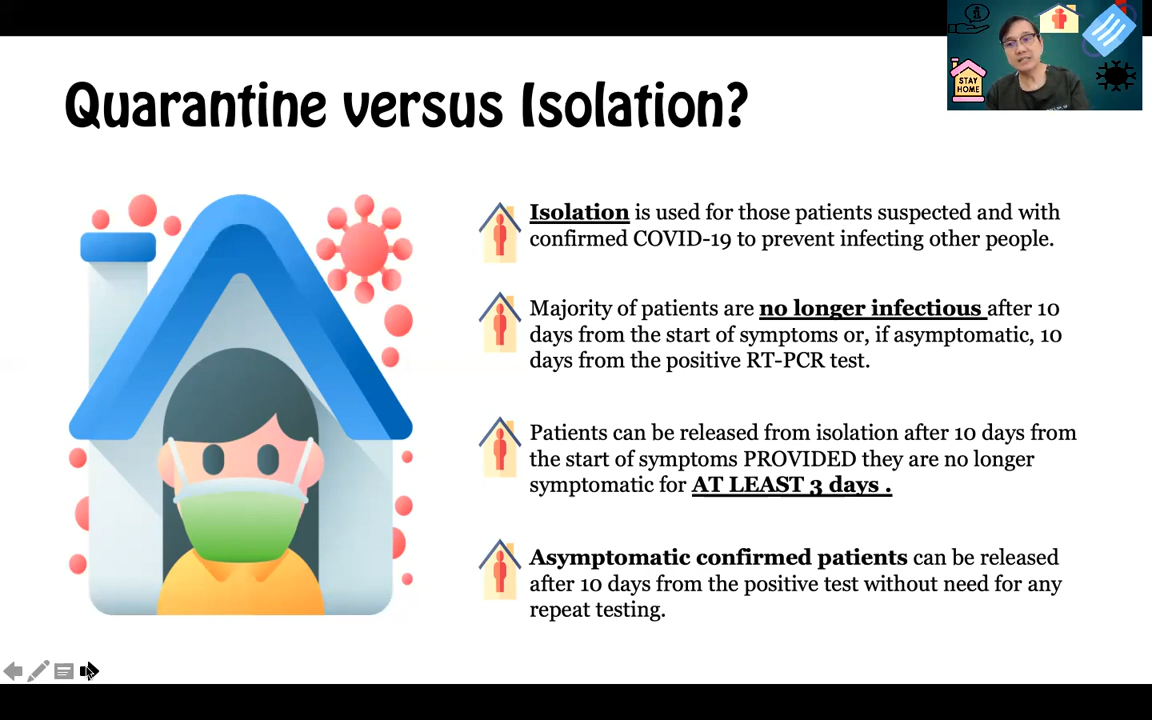 Quarantine versus Isolation?
STAY
HOME
Isolation is used for those patients suspected and with
confirmed COVID-19 to prevent infecting other people.
Majority of patients are no longer infectious after 10
days from the start of symptoms or, if asymptomatic, 10
days from the positive RT-PCR test.
Patients can be released from isolation after 10 days from
the start of symptoms PROVIDED they are no longer
symptomatic for AT LEAST 3 days .
Asymptomatic confirmed patients can be released
after 10 days from the positive test without need for any
repeat testing.